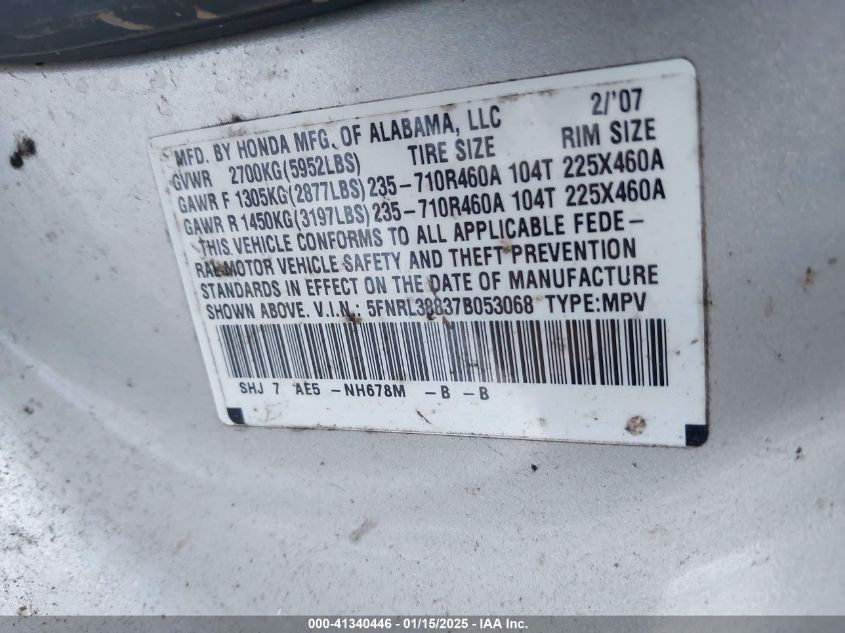 MFD. BY HONDA MFG. OF ALABAMA, LLC 2/'07
GVWR 2700KG(5952LBS) TIRE SIZE RIM SIZE
GAWR F 1305KG(2877LBS) 235-710R460A 104T 225X460A
GAWR R 1450KG(3197LBS) 235-710R460A 104T 225X460A
THIS VEHICLE CONFORMS TO ALL APPLICABLE FEDE-
RAL MOTOR VEHICLE SAFETY AND THEFT PREVENTION
STANDARDS IN EFFECT ON THE DATE OF MANUFACTURE
SHOWN ABOVE. V.I.N.: 5FNRL38837B053068 TYPE:MPV
SHJ 7 AE5 -NH678M -B -B
000-41340446 - 01/15/2025 - IAA Inc.